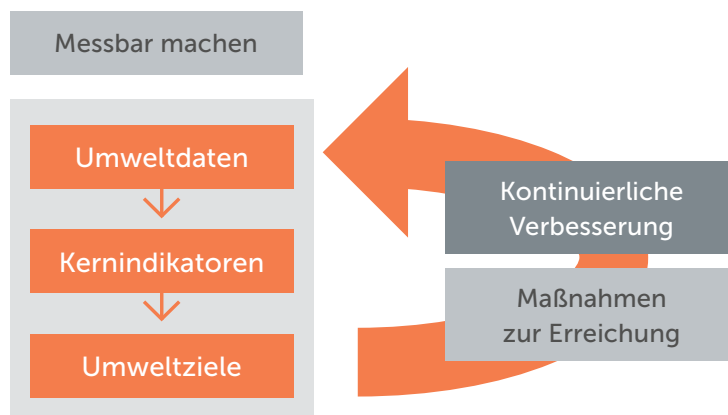 Messbar machen
Umweltdaten
Kernindikatoren
Umweltziele
Kontinuierliche
Verbesserung
Maßnahmen
zur Erreichung